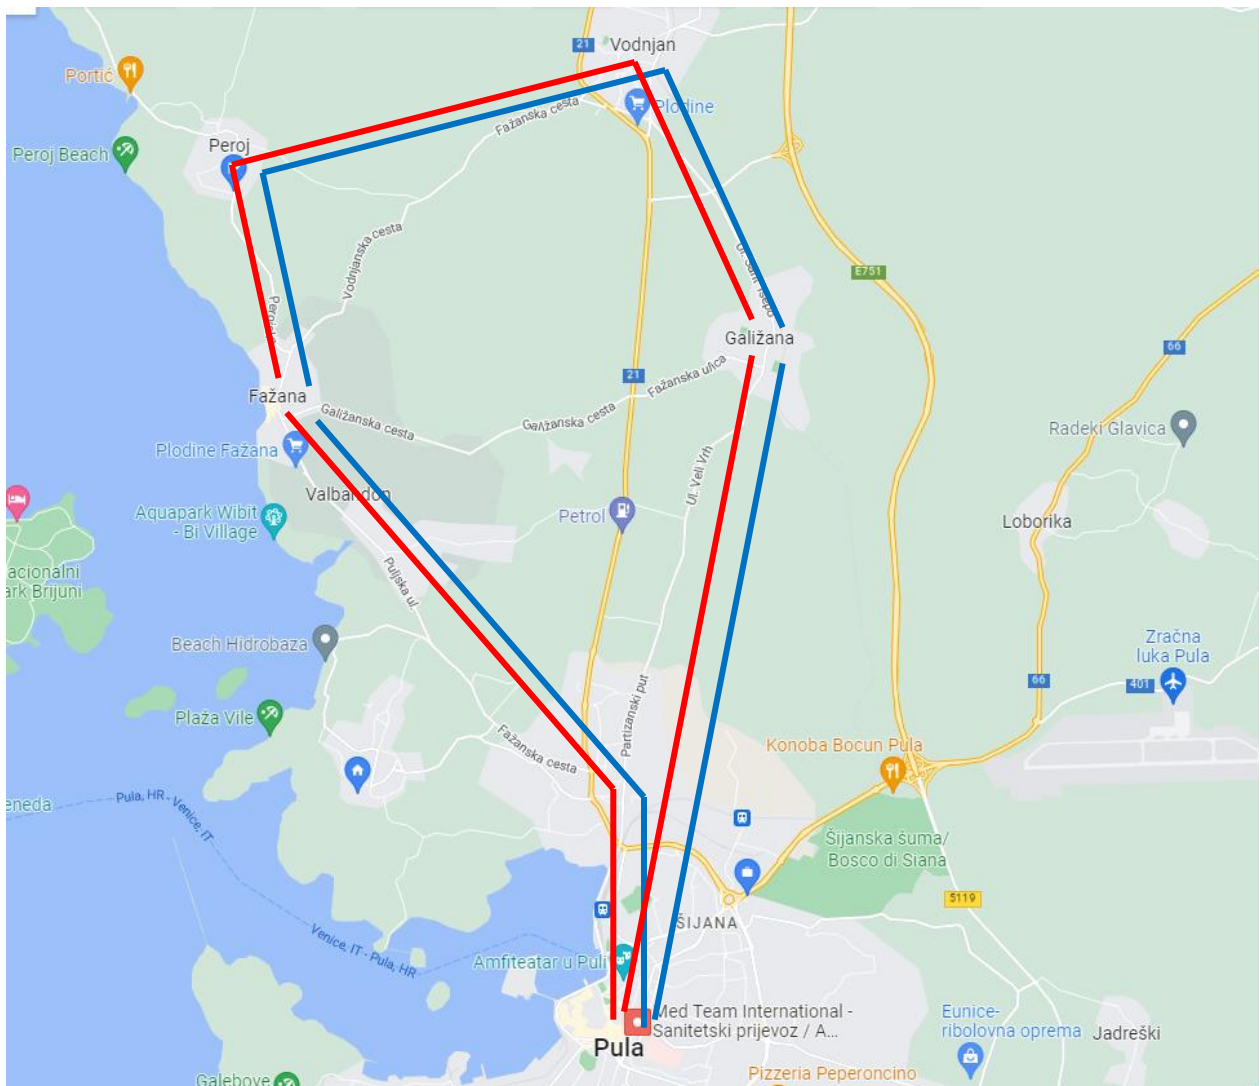 21
Vodnjan
Portić
Plodine
Fažanska cesta
Peroj
Peroj Beach
Vodnjanska cesta
E751
Galižana
66
21
Fažanska ulica
Fažana
Galižanska cesta
Galižanska cesta
Radeki Glavica
Plodine Fažana
Ul. Veli Vrh
Valbandon
Aquapark Wibit
- Bi Village
Petrol
Loborika
acionalni
ark Brijuni
Puljska ul.
Beach Hidrobaza
Zračna
luka Pula
66
401
Partizanski put
Plaža Vile
Fažanska cesta
Konoba Bocun Pula
Pula, HR - Venice, IT
eneda
Šijanska šuma/
Bosco di Siana
5119
ŠIJANA
Venice, IT - Pula, HR
Amfiteatar u Puli
Med Team International -
Sanitetski prijevoz / A...
Eunice-
ribolovna oprema
Jadreški
Pula
Pizzeria Peperoncino
Galebove